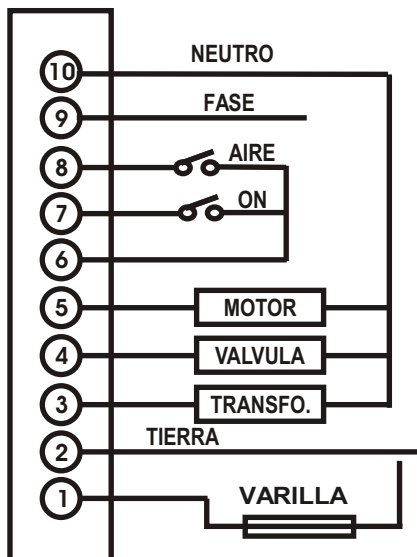 10 NEUTRO
9 FASE
8 AIRE
7 ON
6
5 MOTOR
4 VALVULA
3 TRANSFO.
2 TIERRA
1 VARILLA